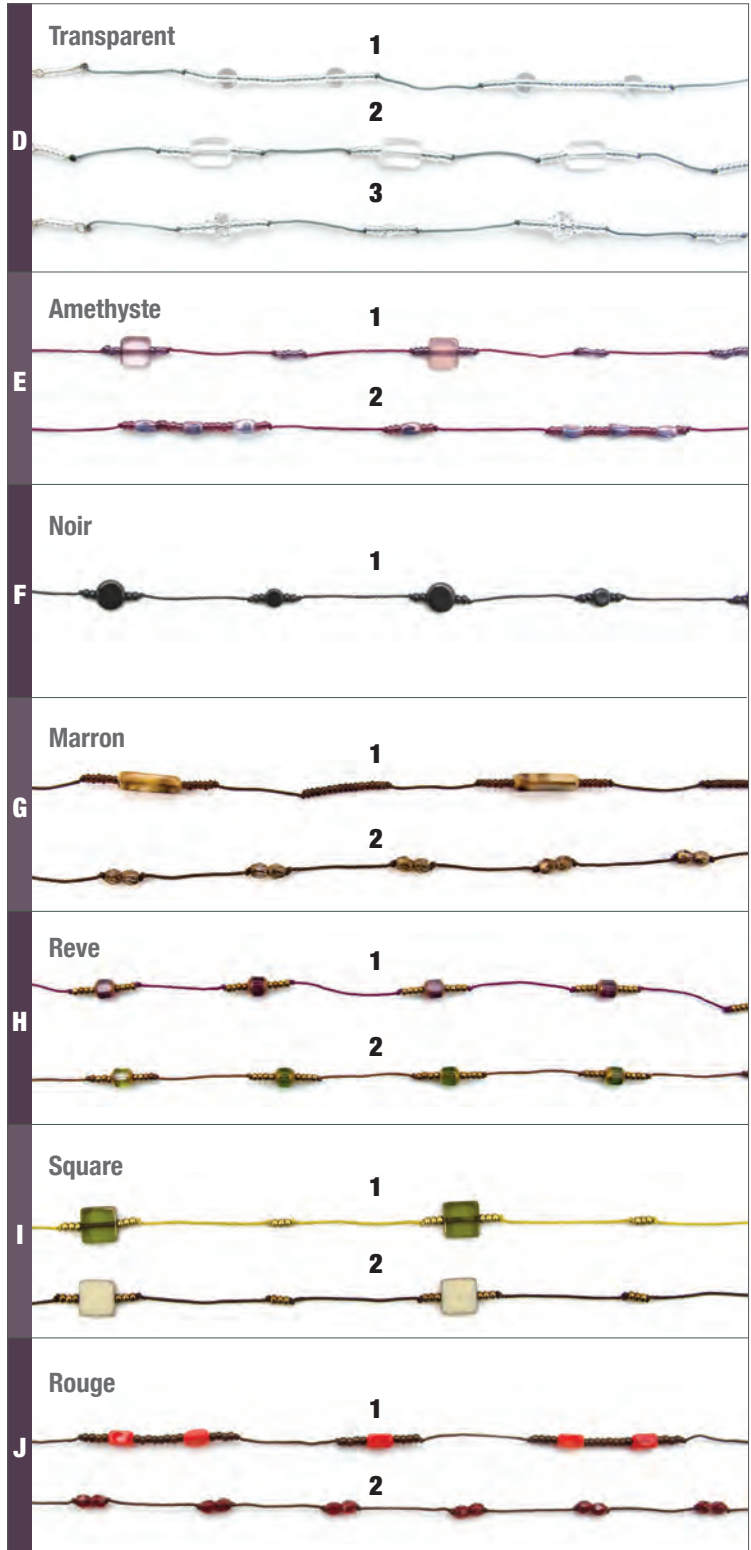 D
Transparent
1
2
3
E
Amethyste
1
2
F
Noir
1
G
Marron
1
2
H
Reve
1
2
I
Square
1
2
J
Rouge
1
2